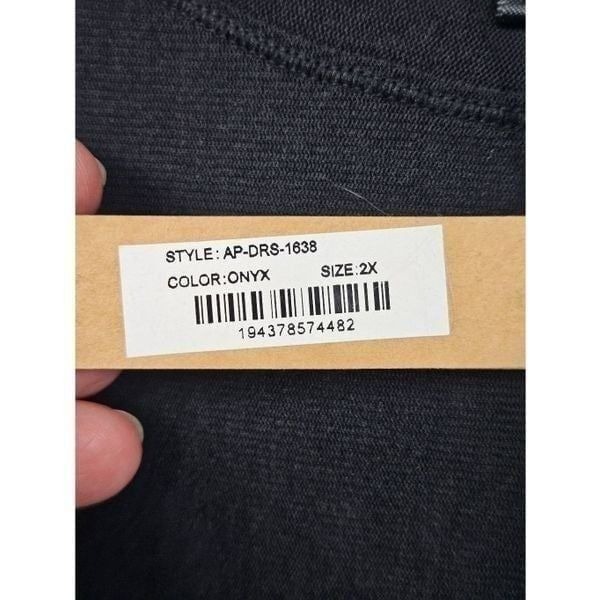 STYLE: AP-DRS-1638
COLOR:ONYX SIZE:2X
194378574482